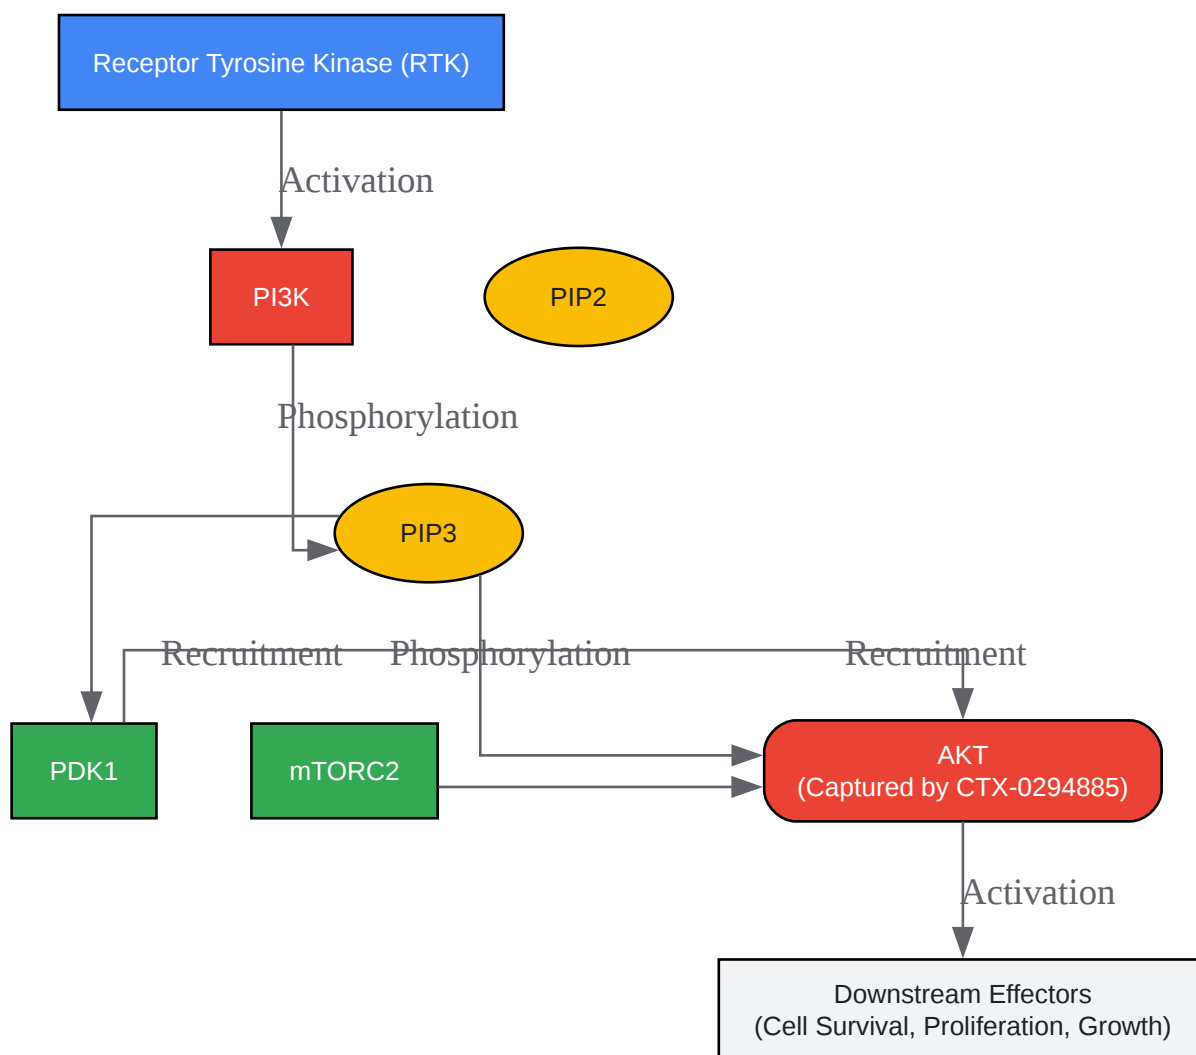 Receptor Tyrosine Kinase (RTK)
Activation
PI3K
PIP2
Phosphorylation
PIP3
Recruitment
Phosphorylation
Recruitment
PDK1
mTORC2
AKT
(Captured by CTX-0294885)
Activation
Downstream Effectors
(Cell Survival, Proliferation, Growth)